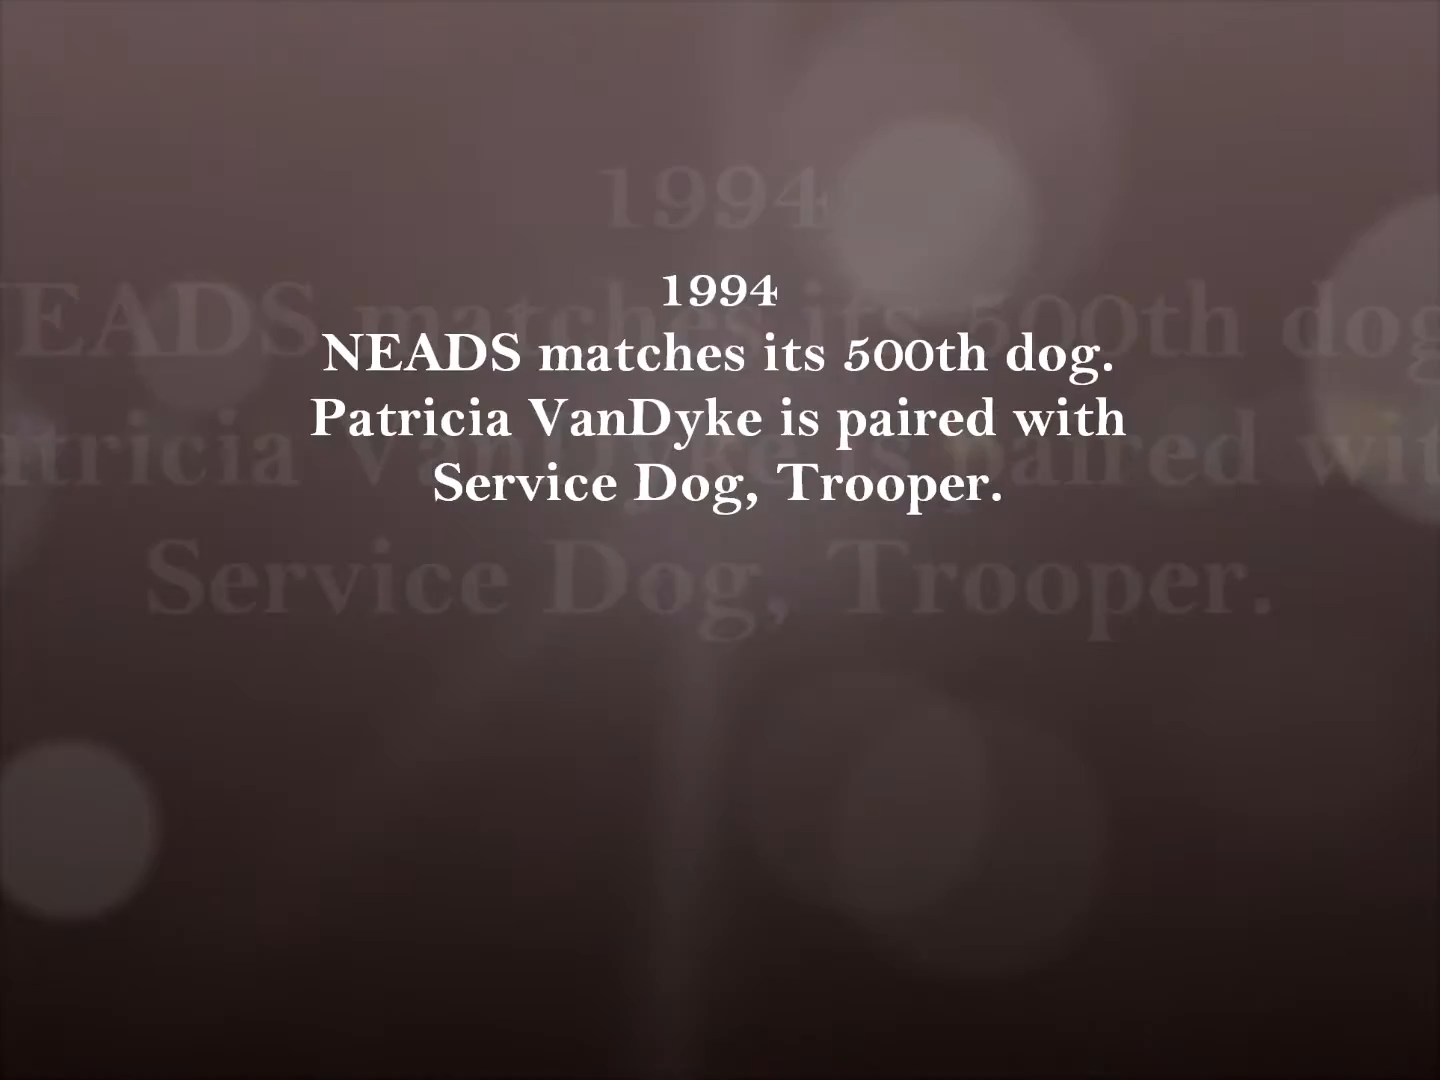 1994
NEADS matches its 500th dog.
Patricia VanDyke is paired with
Service Dog, Trooper.